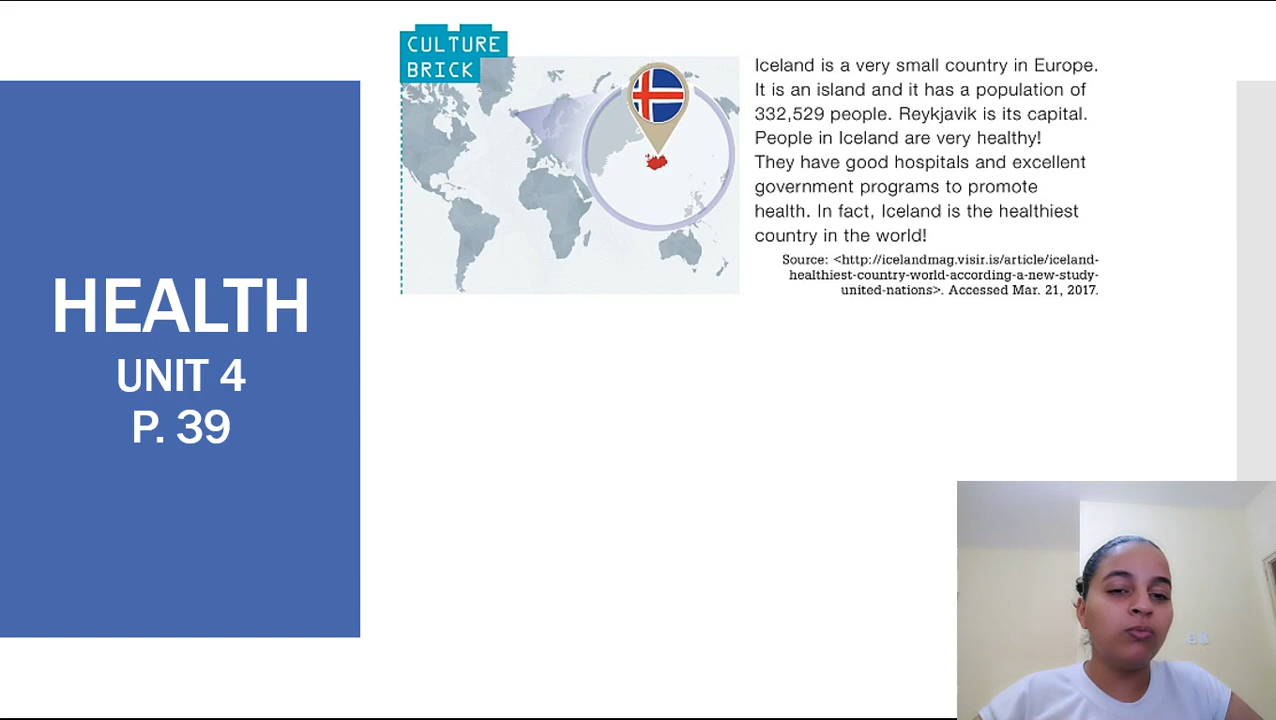 HEALTH
UNIT 4
P. 39
CULTURE
BRICK
Iceland is a very small country in Europe.
It is an island and it has a population of
332,529 people. Reykjavik is its capital.
People in Iceland are very healthy!
They have good hospitals and excellent
government programs to promote
health. In fact, Iceland is the healthiest
country in the world!
Source: <http://icelandmag.visir.is/article/iceland-
healthiest-country-world-according-a-new-study-
united-nations>. Accessed Mar. 21, 2017.